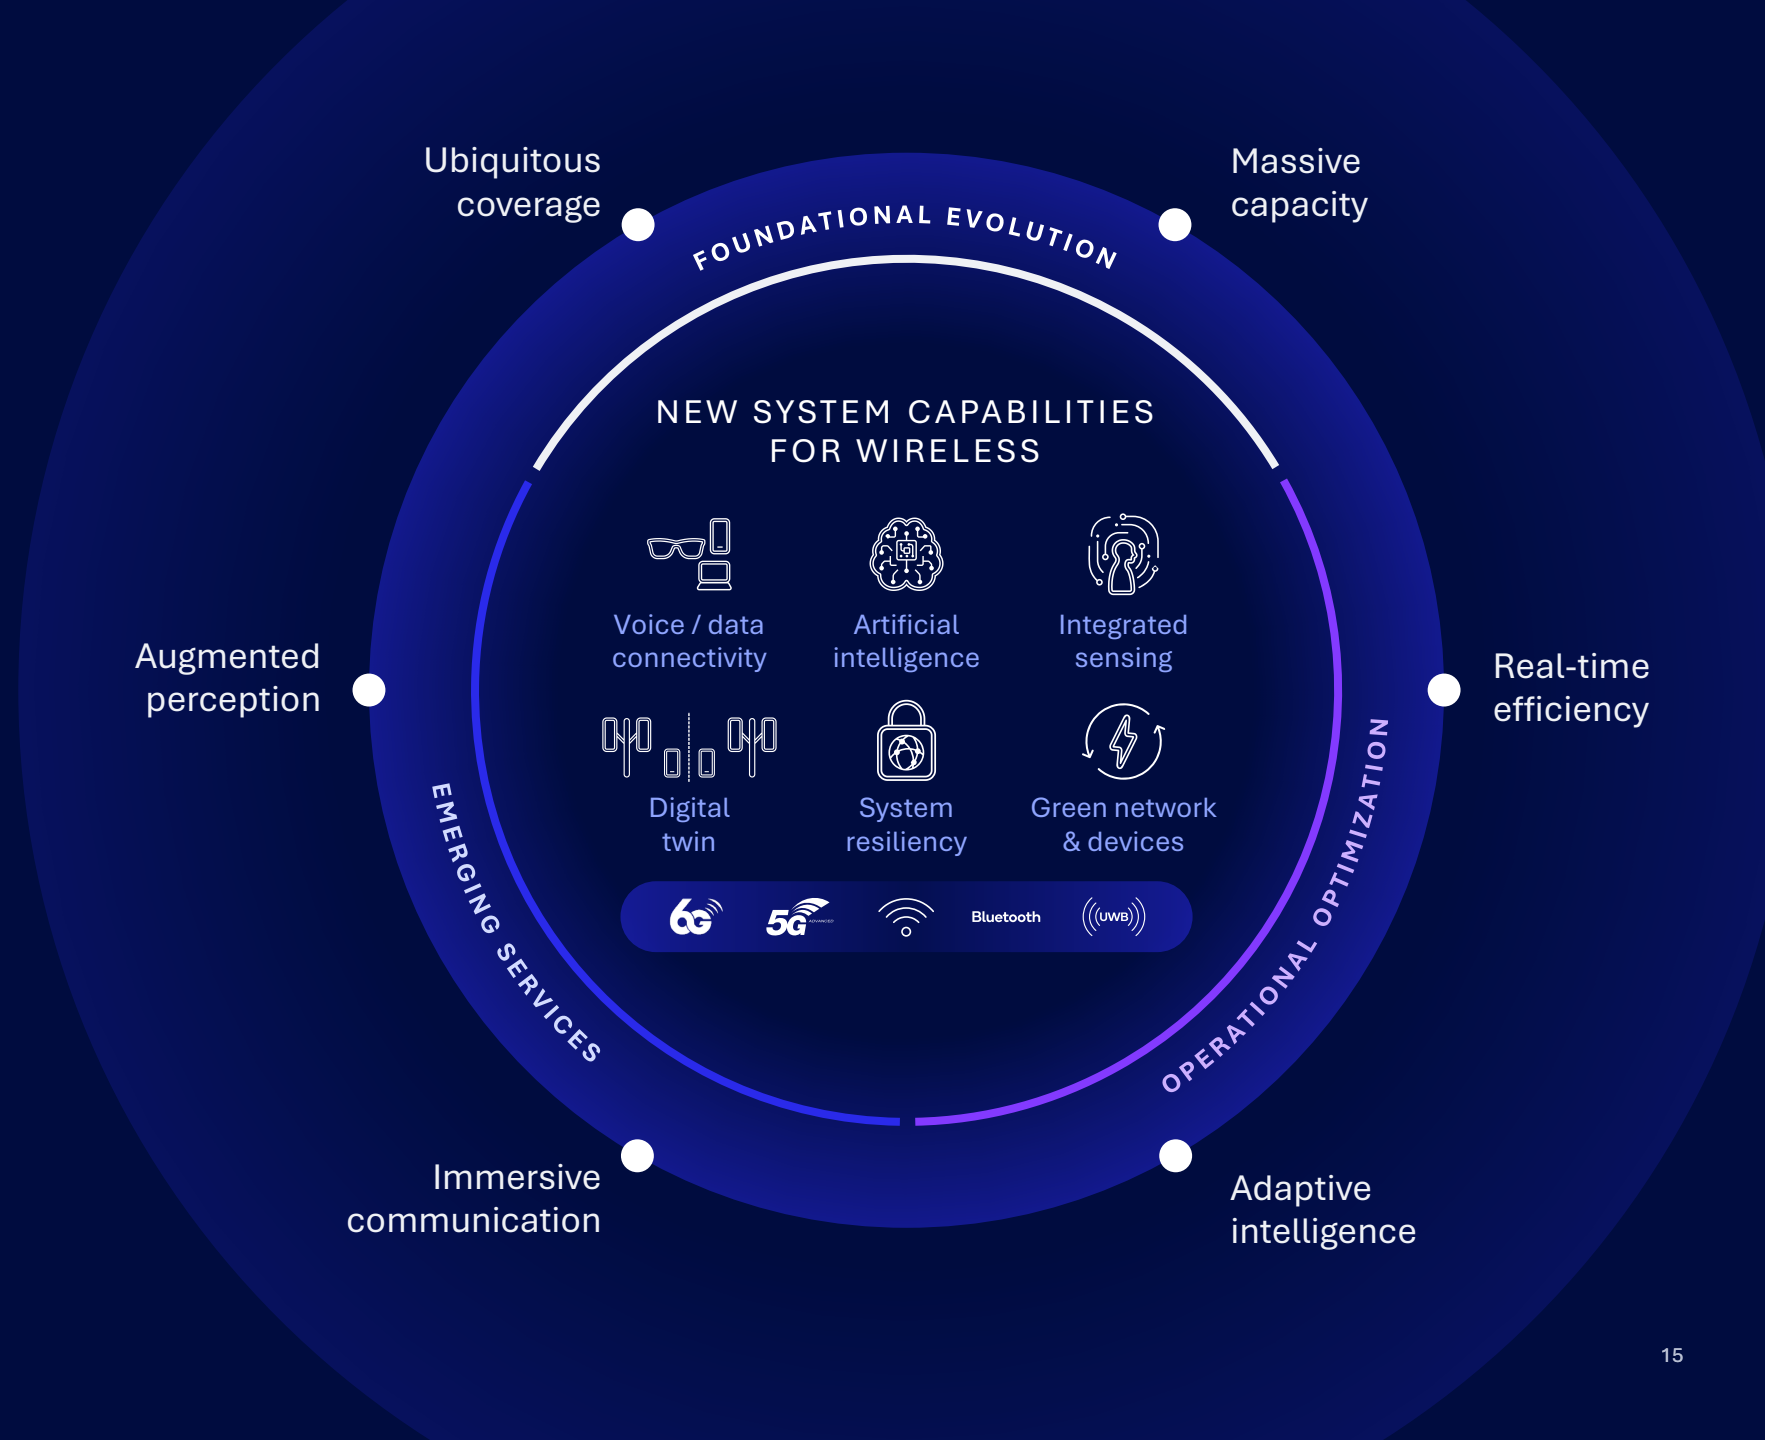 Ubiquitous
coverage
Massive
capacity
FOUNDATIONAL EVOLUTION
NEW SYSTEM CAPABILITIES
FOR WIRELESS
Voice / data
connectivity
Artificial
intelligence
Integrated
sensing
Augmented
perception
Real-time
efficiency
Digital
twin
System
resiliency
Green network
& devices
6G
5G ADVANCED
Bluetooth
UWB
EMERGING SERVICES
OPERATIONAL OPTIMIZATION
Immersive
communication
Adaptive
intelligence
15